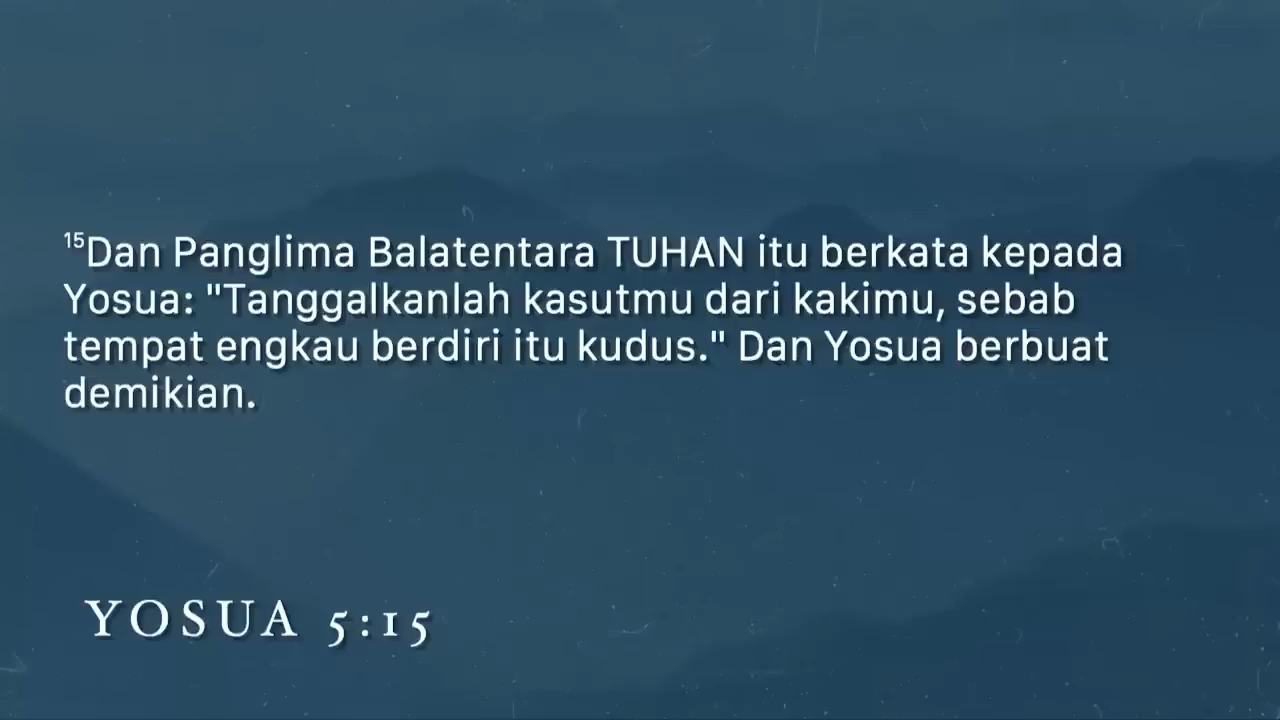 ¹⁵Dan Panglima Balatentara TUHAN itu berkata kepada
Yosua: "Tanggalkanlah kasutmu dari kakimu, sebab
tempat engkau berdiri itu kudus." Dan Yosua berbuat
demikian.
YOSUA 5:15